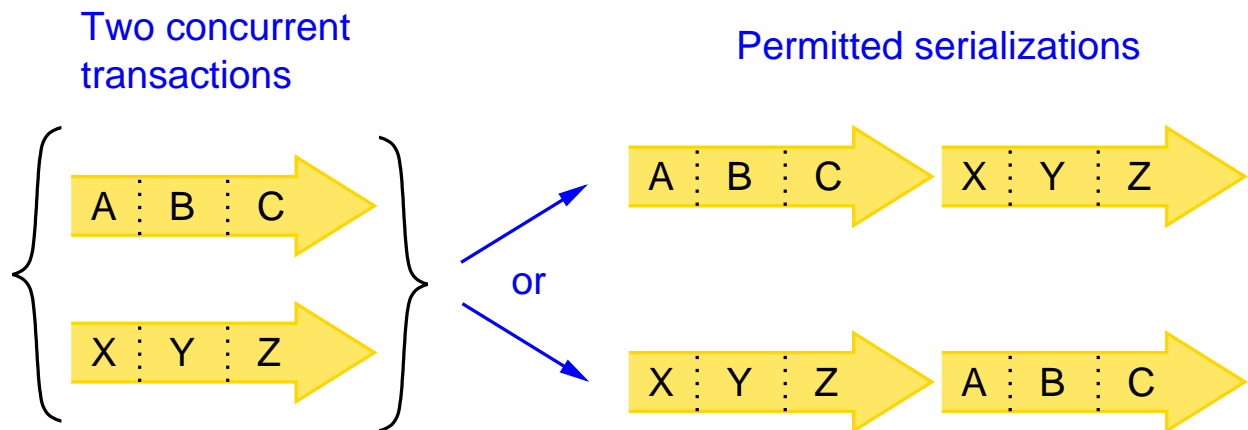 Two concurrent
transactions
Permitted serializations
A B C
X Y Z
or
A B C X Y Z
X Y Z A B C